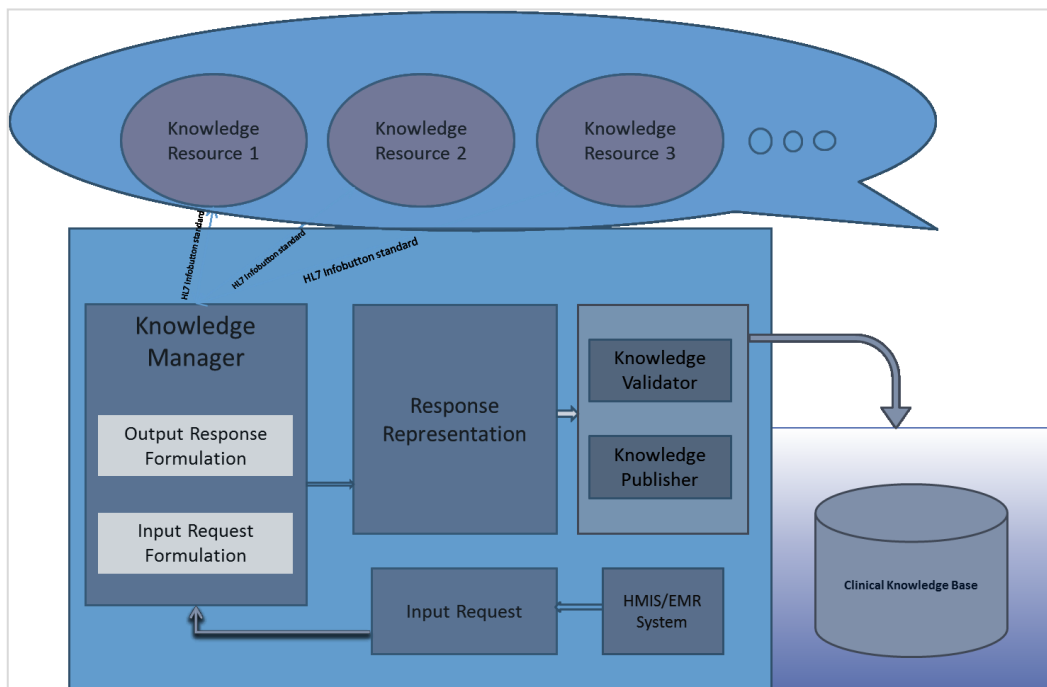 Knowledge
Resource 1
Knowledge
Resource 2
Knowledge
Resource 3
HL7 Infobutton standard
HL7 Infobutton standard
HL7 Infobutton standard
Knowledge
Manager
Output Response
Formulation
Input Request
Formulation
Response
Representation
Knowledge
Validator
Knowledge
Publisher
Input Request
HMIS/EMR
System
Clinical Knowledge Base